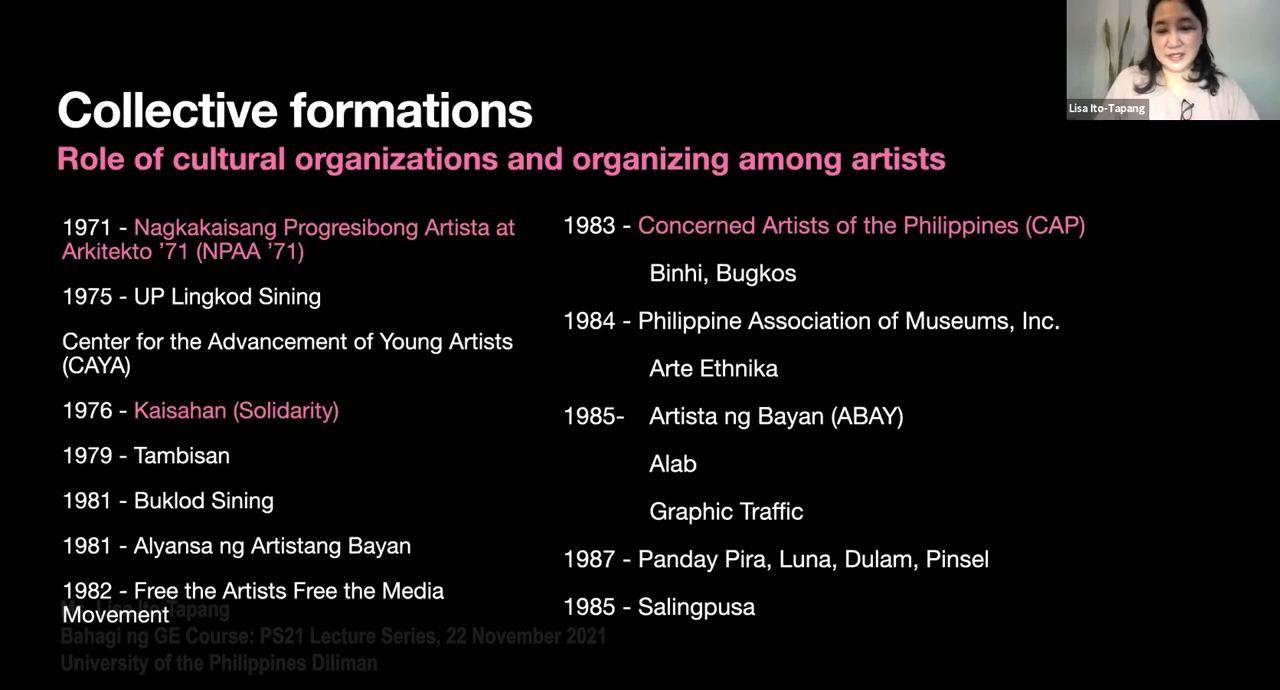 Lisa Ito-Tapang
Collective formations
Role of cultural organizations and organizing among artists
1971 - Nagkakaisang Progresibong Artista at
Arkitekto ’71 (NPAA ’71)
1975 - UP Lingkod Sining
Center for the Advancement of Young Artists
(CAYA)
1976 - Kaisahan (Solidarity)
1979 - Tambisan
1981 - Buklod Sining
1981 - Alyansa ng Artistang Bayan
1982 - Free the Artists Free the Media
Movement
1983 - Concerned Artists of the Philippines (CAP)
Binhi, Bugkos
1984 - Philippine Association of Museums, Inc.
Arte Ethnika
1985- Artista ng Bayan (ABAY)
Alab
Graphic Traffic
1987 - Panday Pira, Luna, Dulam, Pinsel
1985 - Salingpusa
Lisa Ito-Tapang
Bahagi ng GE Course: PS21 Lecture Series, 22 November 2021
University of the Philippines Diliman